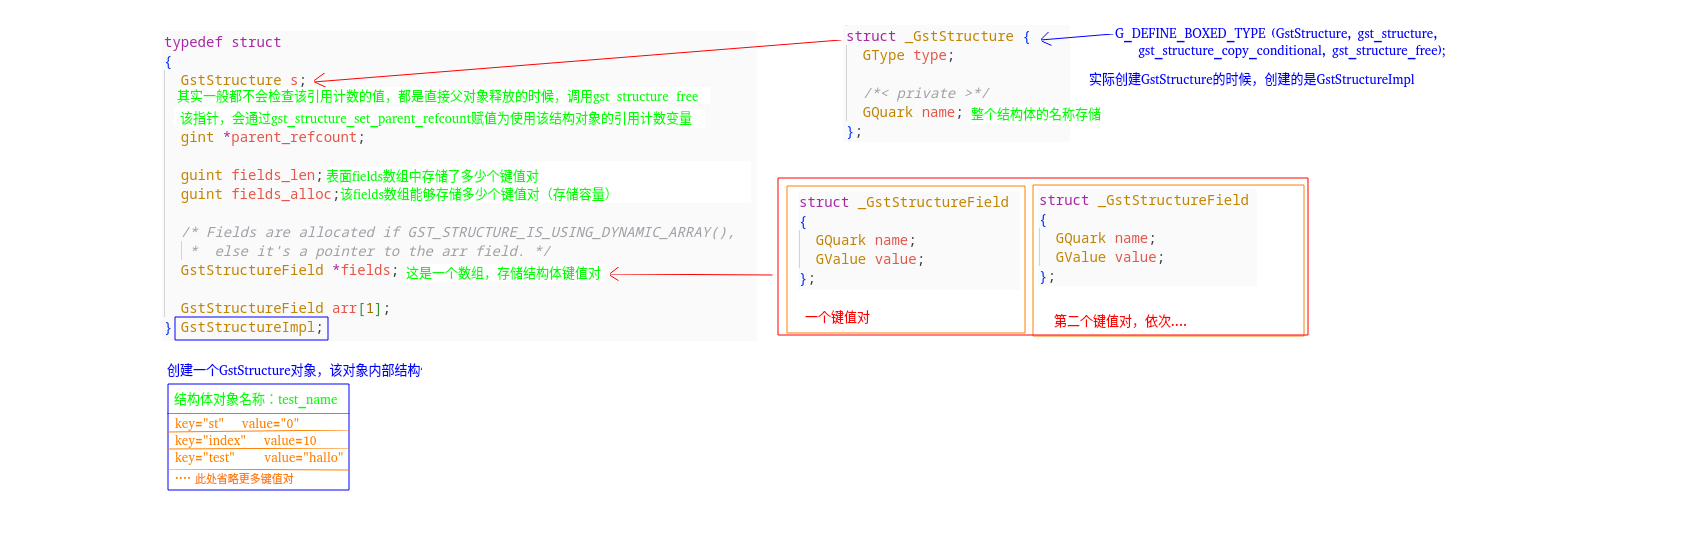 typedef struct
{
GstStructure s;
其实一般都不会检查该引用计数的值，都是直接父对象释放的时候，调用gst_structure_free
该指针，会通过gst_structure_set_parent_refcount赋值为使用该结构对象的引用计数变量
gint *parent_refcount;
guint fields_len; 表面fields数组中存储了多少个键值对
guint fields_alloc;该fields数组能够存储多少个键值对（存储容量）
/* Fields are allocated if GST_STRUCTURE_IS_USING_DYNAMIC_ARRAY(),
*  else it's a pointer to the arr field. */
GstStructureField *fields; 这是一个数组，存储结构体键值对
GstStructureField arr[1];
} GstStructureImpl;
struct _GstStructure {
GType type;
/*< private >*/
GQuark name; 整个结构体的名称存储
};
G_DEFINE_BOXED_TYPE (GstStructure, gst_structure,
gst_structure_copy_conditional, gst_structure_free);
实际创建GstStructure的时候，创建的是GstStructureImpl
struct _GstStructureField
{
GQuark name;
GValue value;
};
一个键值对
struct _GstStructureField
{
GQuark name;
GValue value;
};
第二个键值对，依次....
创建一个GstStructure对象，该对象内部结构
结构体对象名称：test_name
key="st" value="0"
key="index" value=10
key="test" value="hallo"
.... 此处省略更多键值对